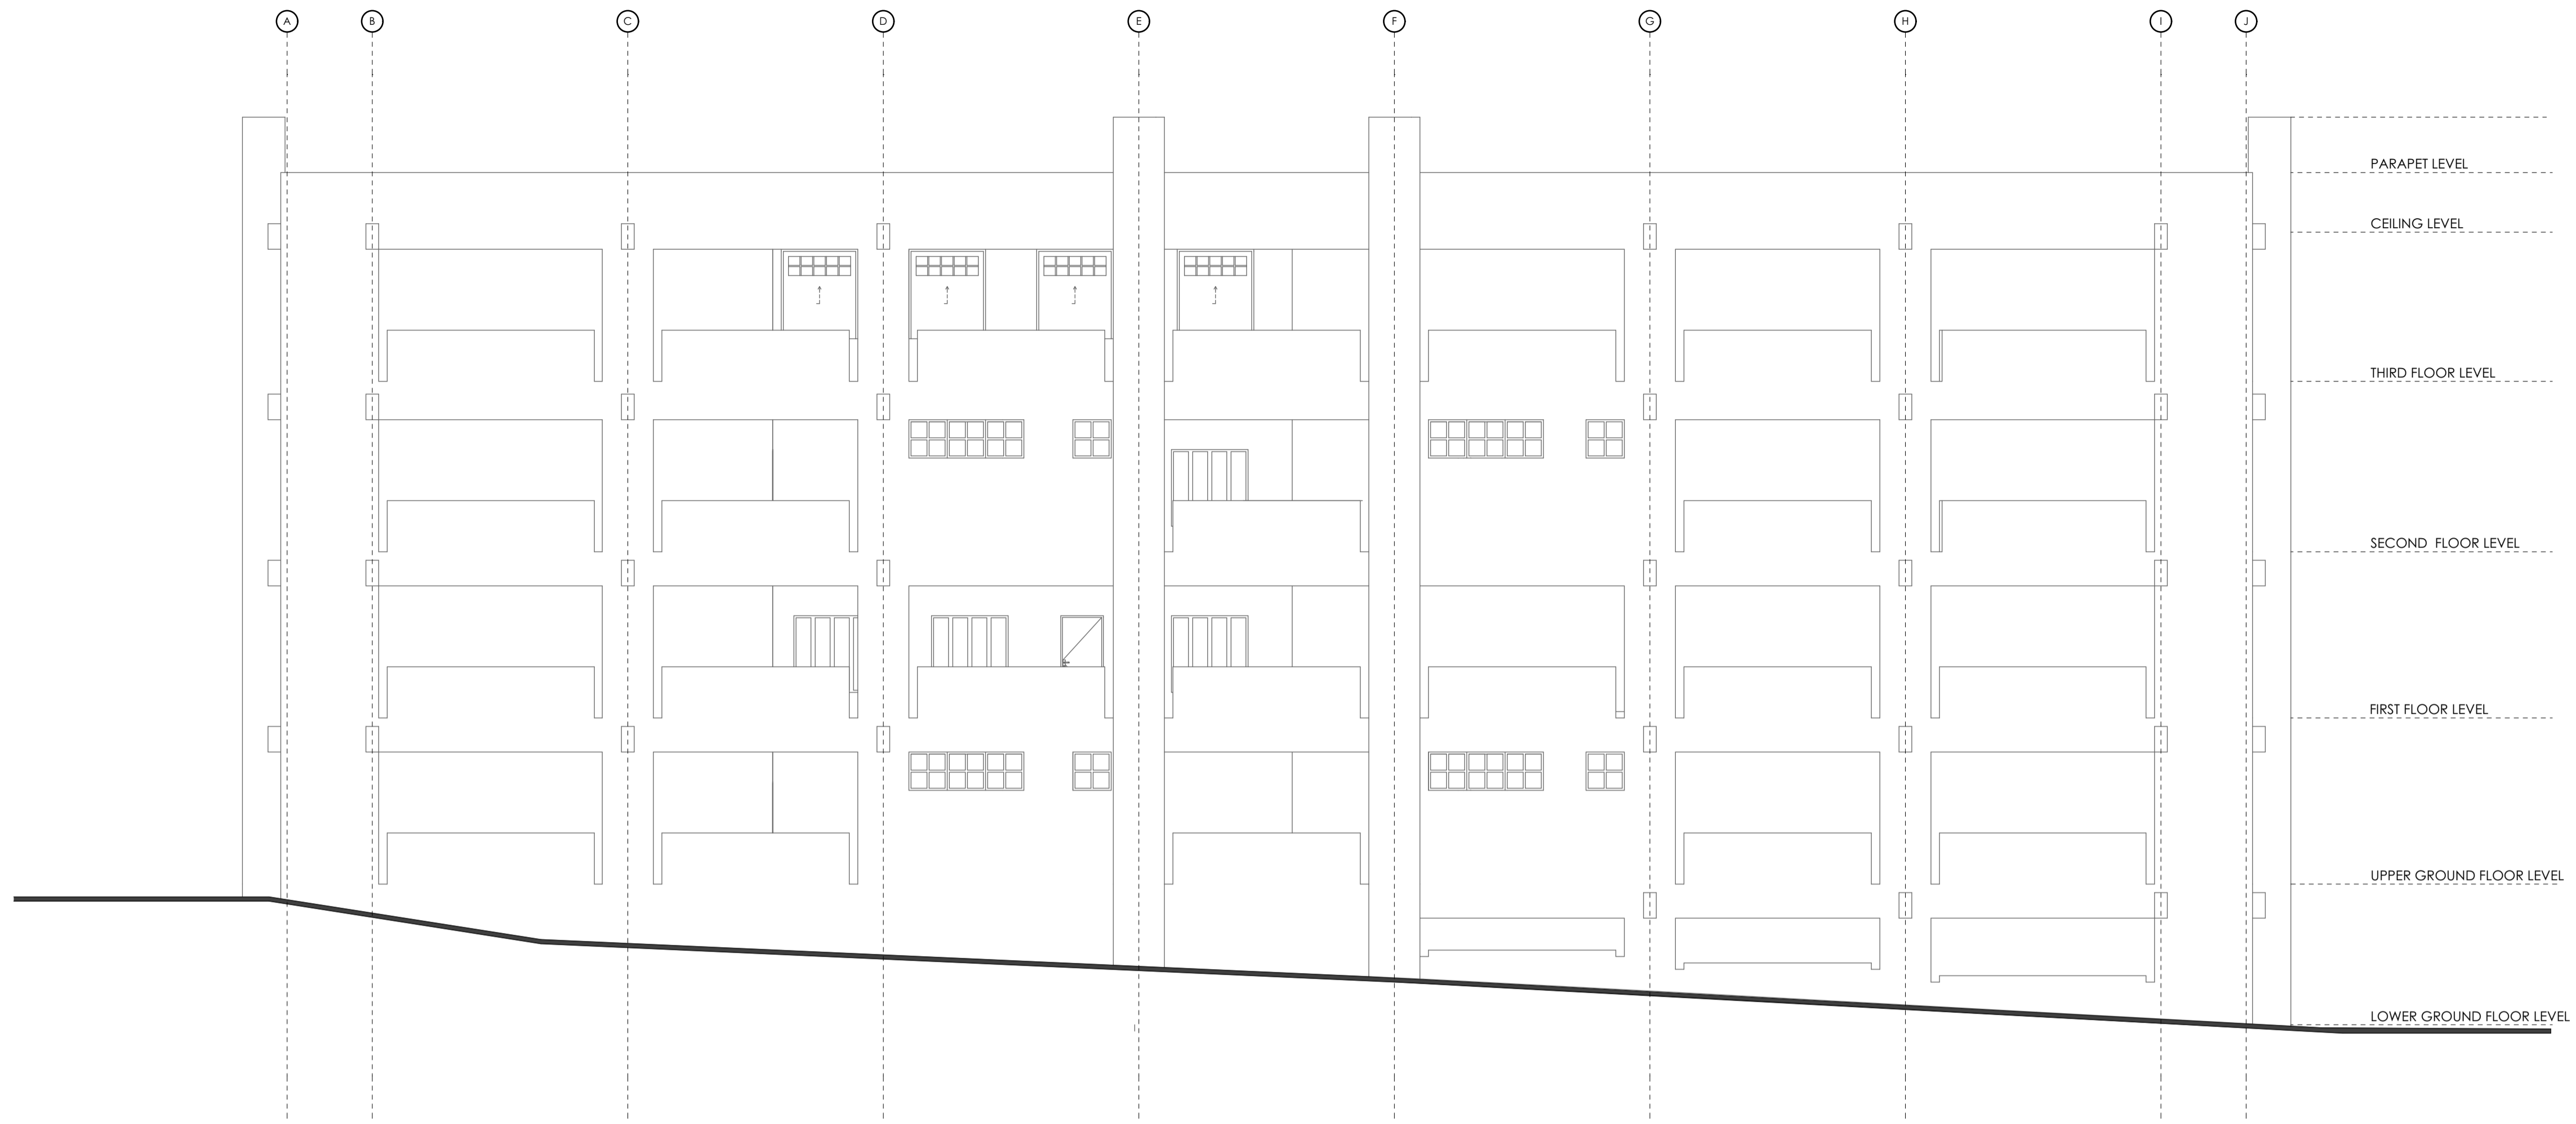 A
B
C
D
E
F
G
H
I
J
PARAPET LEVEL
CEILING LEVEL
THIRD FLOOR LEVEL
SECOND FLOOR LEVEL
FIRST FLOOR LEVEL
UPPER GROUND FLOOR LEVEL
LOWER GROUND FLOOR LEVEL